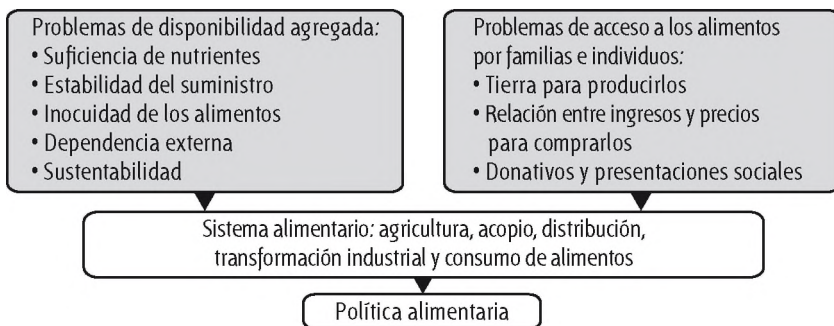 Problemas de disponibilidad agregada:
• Suficiencia de nutrientes
• Estabilidad del suministro
• Inocuidad de los alimentos
• Dependencia externa
• Sustentabilidad
Problemas de acceso a los alimentos
por familias e individuos:
• Tierra para producirlos
• Relación entre ingresos y precios
para comprarlos
• Donativos y presentaciones sociales
Sistema alimentario: agricultura, acopio, distribución,
transformación industrial y consumo de alimentos
Política alimentaria